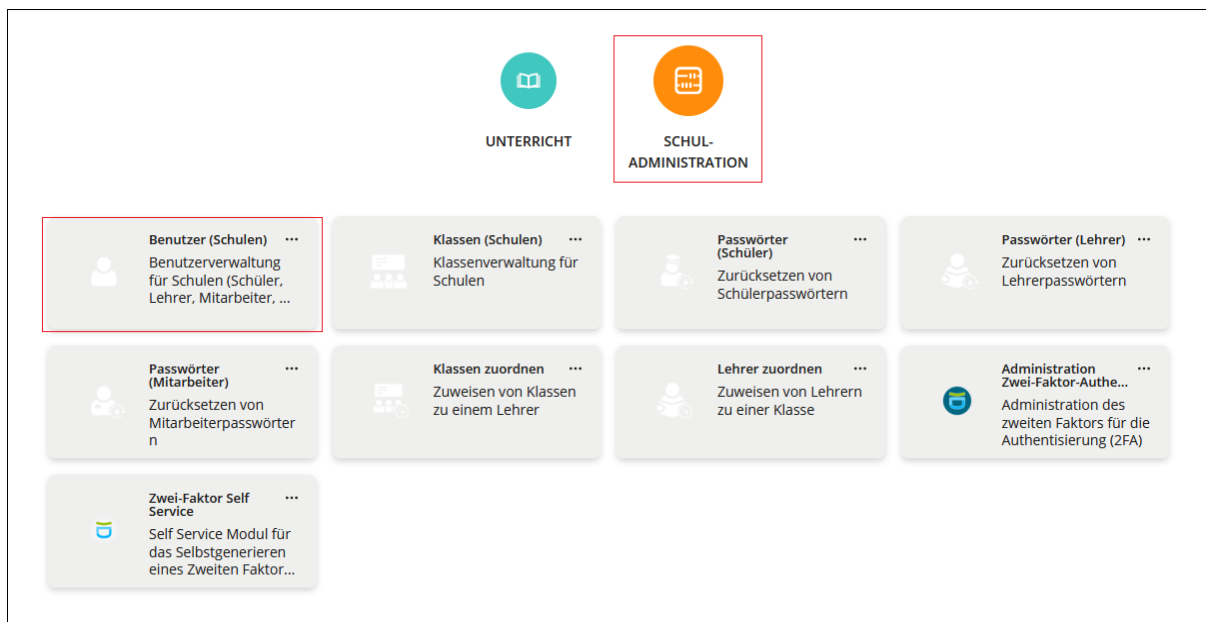 UNTERRICHT
SCHUL-
ADMINISTRATION
Benutzer (Schulen) ...
Benutzerverwaltung
für Schulen (Schüler,
Lehrer, Mitarbeiter, ...
Klassen (Schulen) ...
Klassenverwaltung für
Schulen
Passwörter ...
(Schüler)
Zurücksetzen von
Schülerpasswörtern
Passwörter (Lehrer) ...
Zurücksetzen von
Lehrerpasswörtern
Passwörter ...
(Mitarbeiter)
Zurücksetzen von
Mitarbeiterpasswörter
n
Klassen zuordnen ...
Zuweisen von Klassen
zu einem Lehrer
Lehrer zuordnen ...
Zuweisen von Lehrern
zu einer Klasse
Administration ...
Zwei-Faktor-Authe...
Administration des
zweiten Faktors für die
Authentisierung (2FA)
Zwei-Faktor Self ...
Service
Self Service Modul für
das Selbstgenerieren
eines Zweiten Faktor...